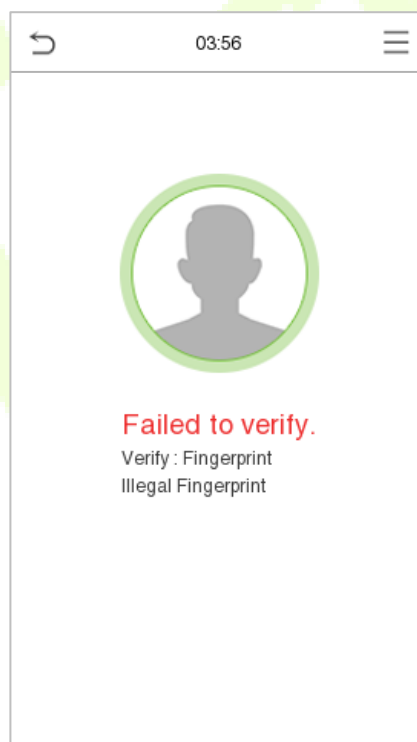 03:56
Failed to verify.
Verify : Fingerprint
Illegal Fingerprint